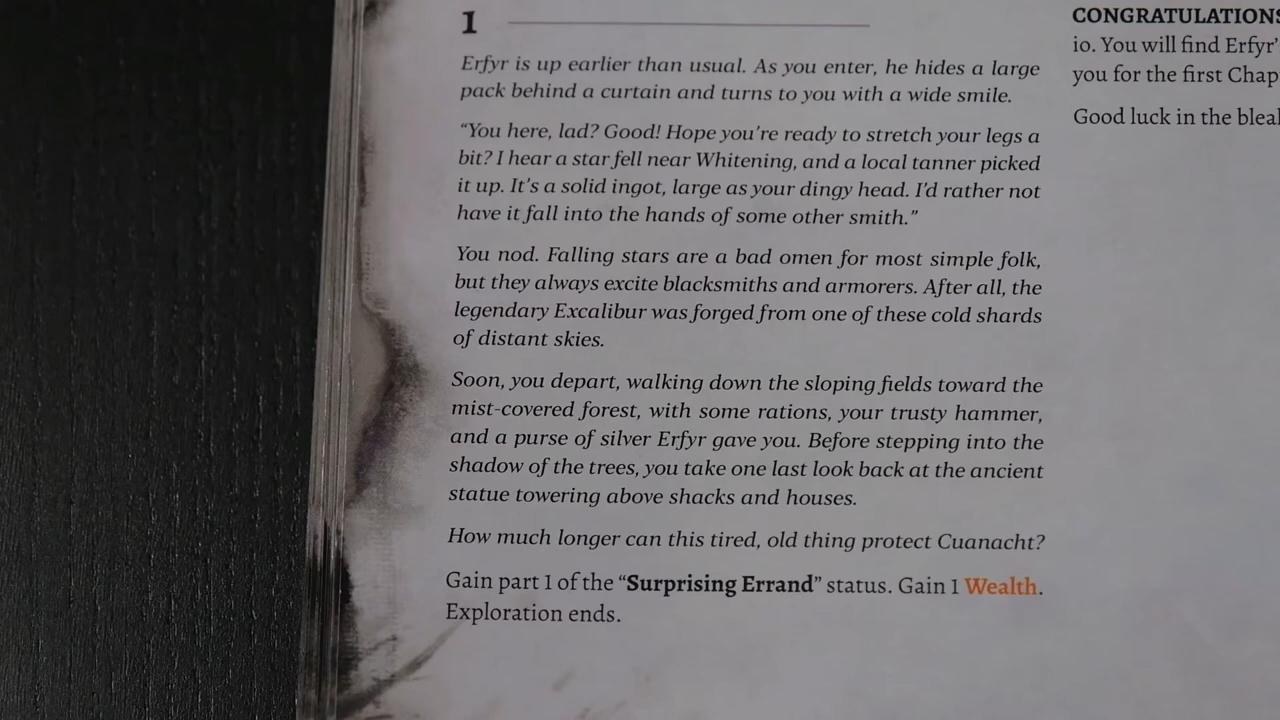 1
Erfyr is up earlier than usual. As you enter, he hides a large
pack behind a curtain and turns to you with a wide smile.
“You here, lad? Good! Hope you’re ready to stretch your legs a
bit? I hear a star fell near Whitening, and a local tanner picked
it up. It’s a solid ingot, large as your dingy head. I’d rather not
have it fall into the hands of some other smith.”
You nod. Falling stars are a bad omen for most simple folk,
but they always excite blacksmiths and armorers. After all, the
legendary Excalibur was forged from one of these cold shards
of distant skies.
Soon, you depart, walking down the sloping fields toward the
mist-covered forest, with some rations, your trusty hammer,
and a purse of silver Erfyr gave you. Before stepping into the
shadow of the trees, you take one last look back at the ancient
statue towering above shacks and houses.
How much longer can this tired, old thing protect Cuanacht?
Gain part 1 of the “Surprising Errand” status. Gain 1 Wealth.
Exploration ends.
CONGRATULATIONS
io. You will find Erfyr’
you for the first Chap
Good luck in the blea